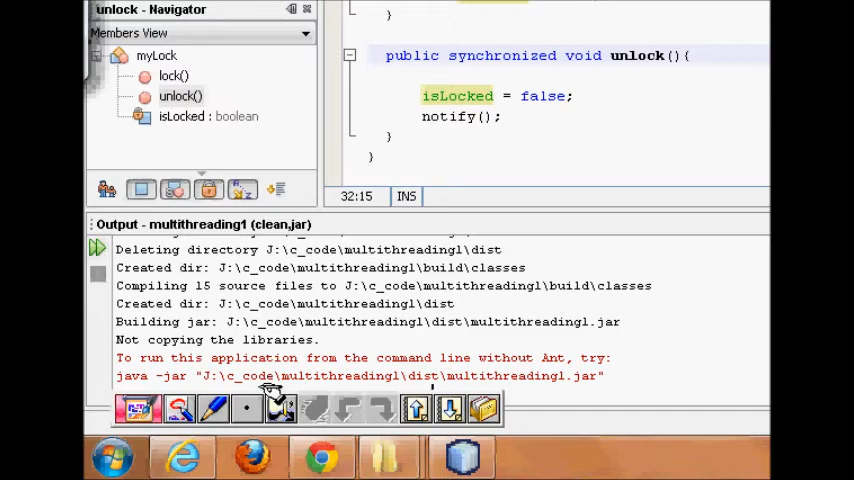 unlock - Navigator
Members View
myLock
lock()
unlock()
isLocked : boolean
}
public synchronized void unlock(){
isLocked = false;
notify();
}
}
32:15 INS
Output - multithreading1 (clean,jar)
Deleting directory J:\c_code\multithreading1\dist
Created dir: J:\c_code\multithreading1\build\classes
Compiling 15 source files to J:\c_code\multithreading1\build\classes
Created dir: J:\c_code\multithreading1\dist
Building jar: J:\c_code\multithreading1\dist\multithreading1.jar
Not copying the libraries.
To run this application from the command line without Ant, try:
java -jar "J:\c_code\multithreading1\dist\multithreading1.jar"